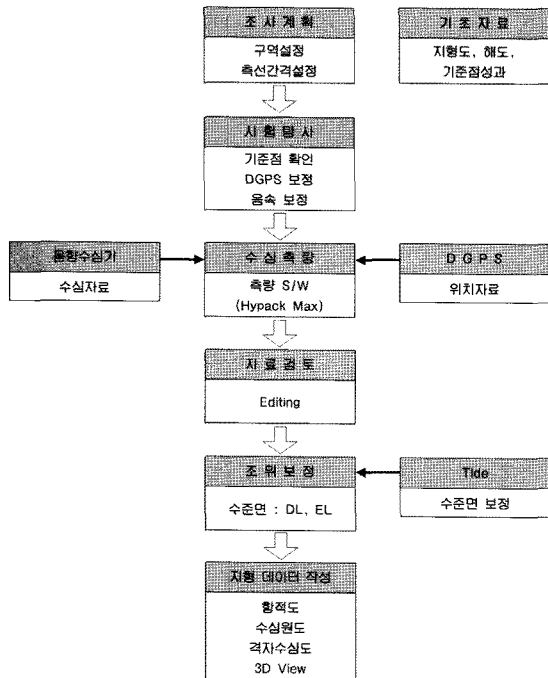 조 사 계 획
구역설정
측선간격설정
기 초 자 료
지형도, 해도,
기준점성과
시 험 탐 사
기준점 확인
DGPS 보정
음속 보정
음향수심기
수심자료
수 심 측 량
측량 S/W
(Hypack Max)
D G P S
위치자료
자 료 검 토
Editing
조 위 보 정
수준면 : DL, EL
Tide
수준면 보정
지형 데이터 작성
항적도
수심원도
격자수심도
3D View